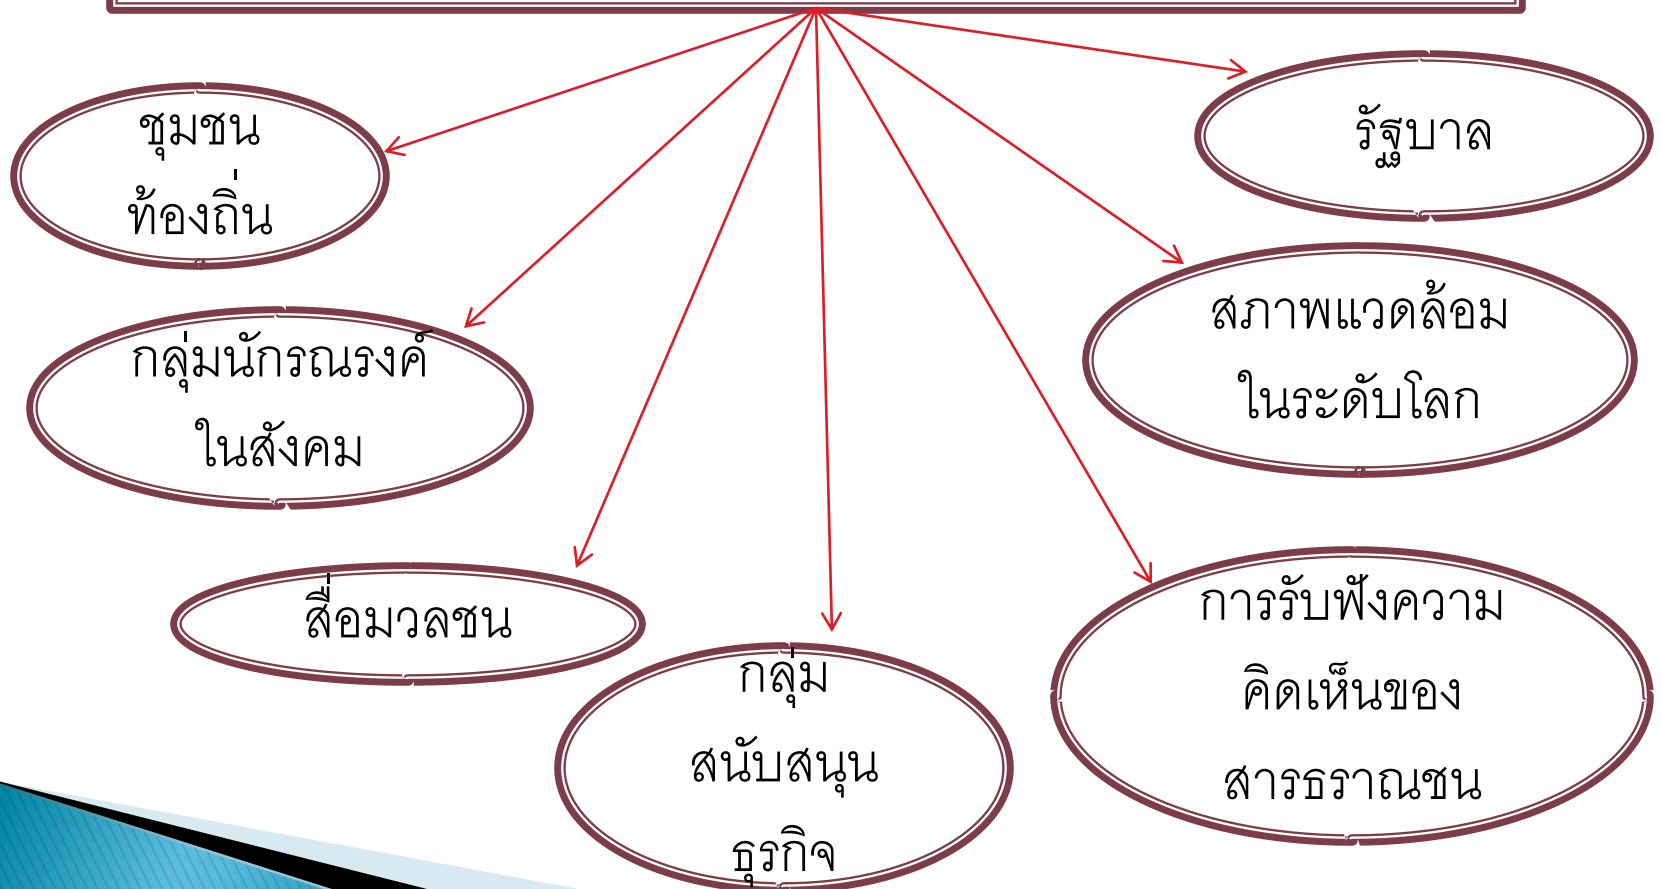 ชุมชน
ท้องถิ่น
รัฐบาล
กลุ่มนักรณรงค์
ในสังคม
สภาพแวดล้อม
ในระดับโลก
สื่อมวลชน
กลุ่ม
สนับสนุน
ธุรกิจ
การรับฟังความ
คิดเห็นของ
สารธราณชน